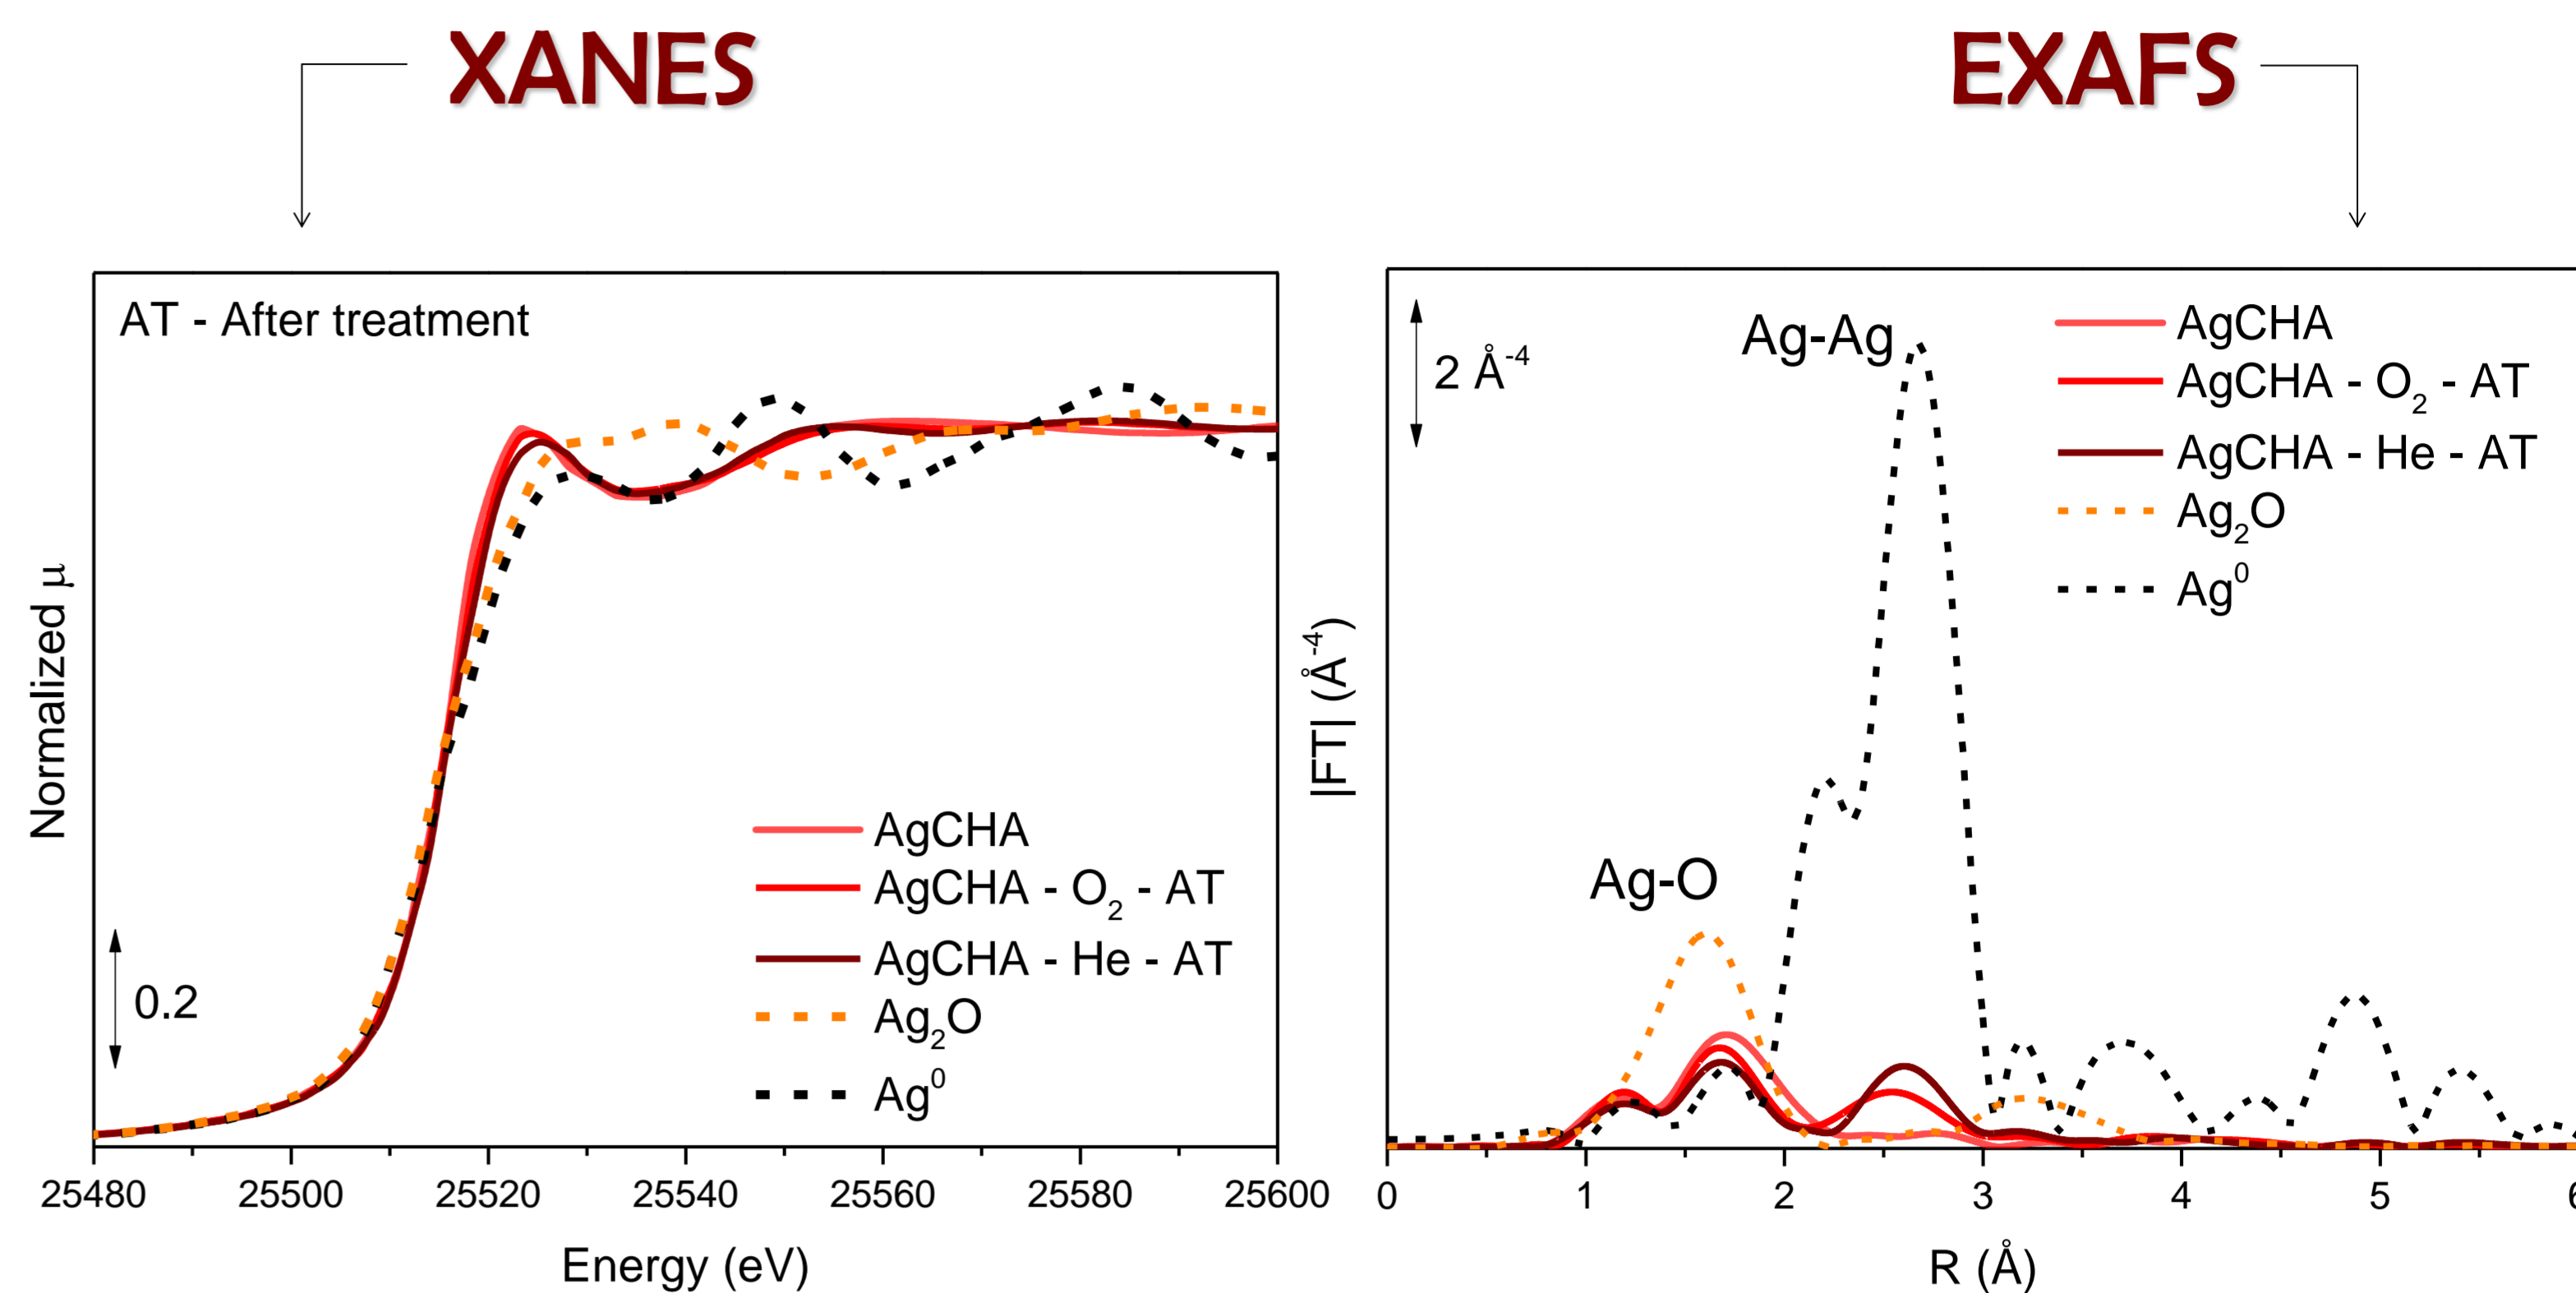 XANES
EXAFS
AT - After treatment
Normalized μ
0.2
AgCHA
AgCHA - O₂ - AT
AgCHA - He - AT
Ag₂O
Ag⁰
25480 25500 25520 25540 25560 25580 25600
Energy (eV)
2 Å⁻⁴
Ag-Ag
Ag-O
|FT| (Å⁻⁴)
AgCHA
AgCHA - O₂ - AT
AgCHA - He - AT
Ag₂O
Ag⁰
0 1 2 3 4 5 6
R (Å)